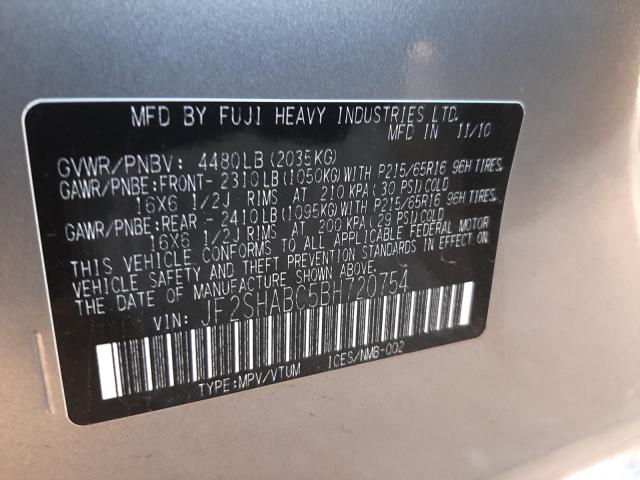 MFD BY FUJI HEAVY INDUSTRIES LTD.
MFD IN 11/10
GVWR/PNBV: 4480LB(2035KG)
GAWR/PNBE:FRONT-2310LB(1050KG)WITH P215/65R16 96H TIRES,
16X6 1/2J RIMS AT 210 KPA (30 PSI)COLD
GAWR/PNBE:REAR -2410LB(1095KG)WITH P215/65R16 96H TIRES,
16X6 1/2J RIMS AT 200 KPA (29 PSI)COLD
THIS VEHICLE CONFORMS TO ALL APPLICABLE FEDERAL MOTOR
VEHICLE SAFETY AND THEFT PREVENTION STANDARDS IN EFFECT ON
THE DATE OF MANUFACTURE SHOWN ABOVE.
VIN: JF2SHABC5BH720754
TYPE:MPV/VTUM ICES/NMB-002